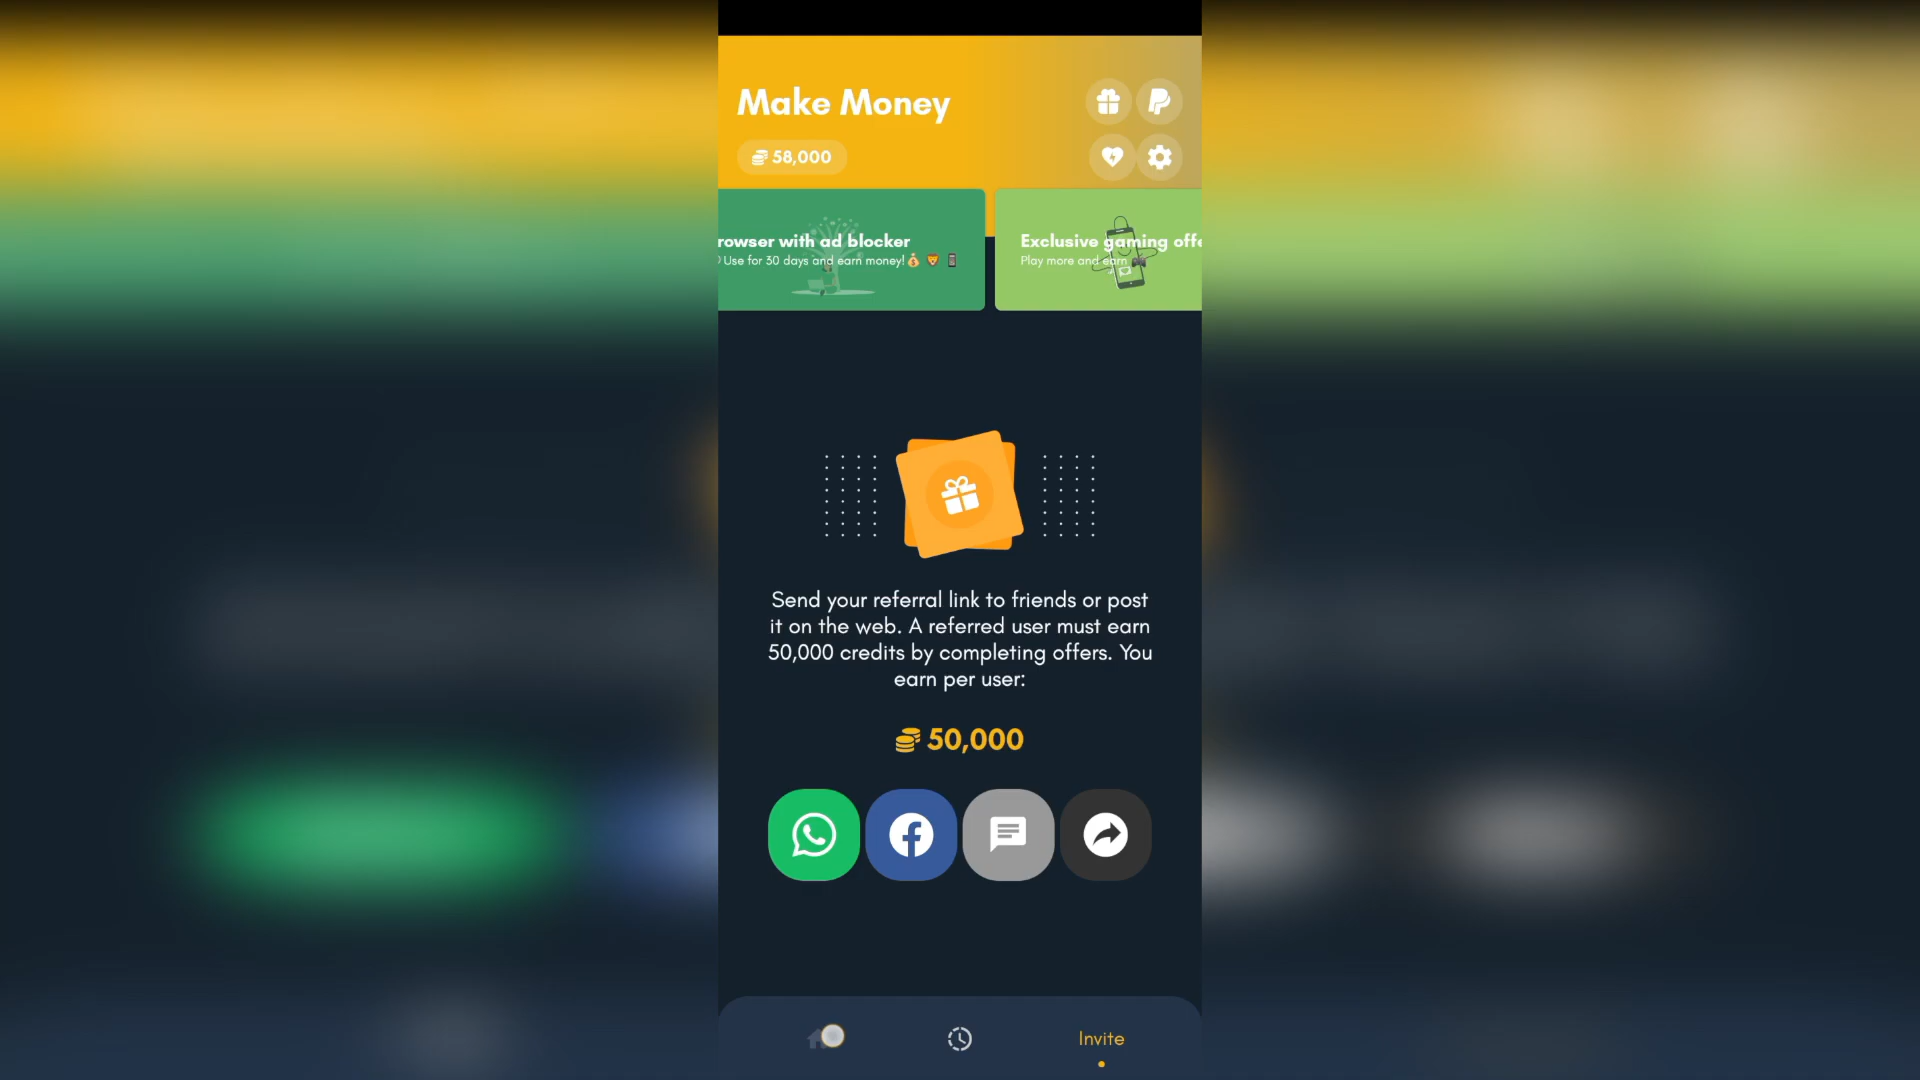 Make Money
58,000
rowser with ad blocker
Use for 30 days and earn money!💰 🦁 📱
Exclusive gaming offe
Play more and earn
Send your referral link to friends or post
it on the web. A referred user must earn
50,000 credits by completing offers. You
earn per user:
50,000
Invite